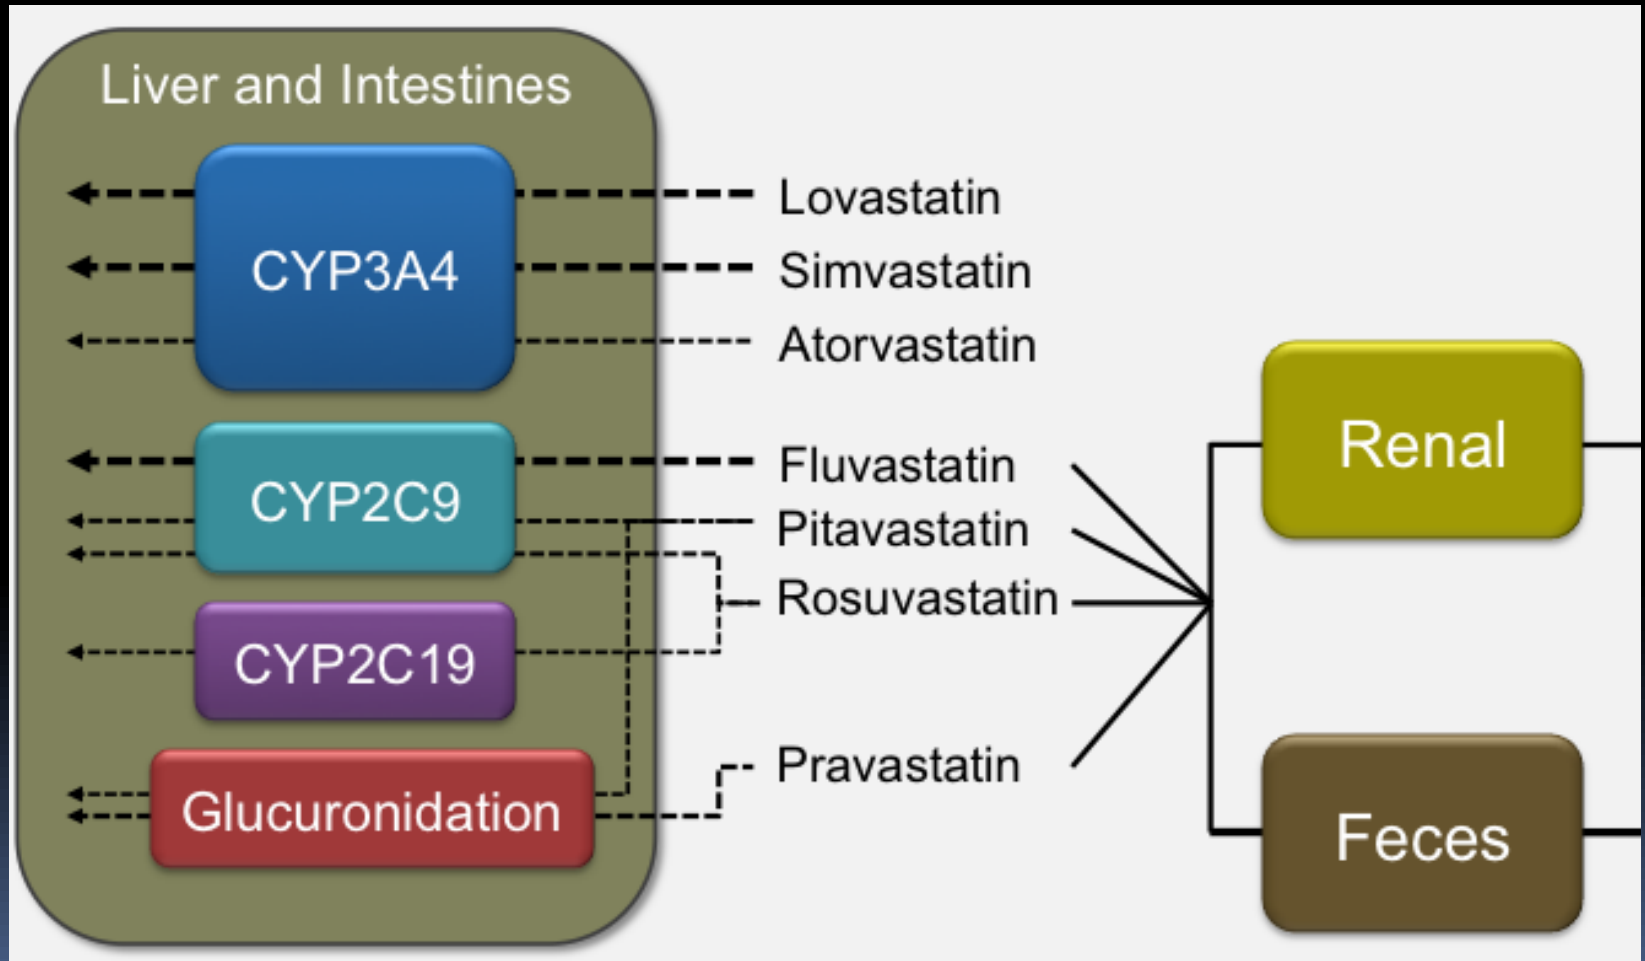 Liver and Intestines
CYP3A4
CYP2C9
CYP2C19
Glucuronidation
Lovastatin
Simvastatin
Atorvastatin
Fluvastatin
Pitavastatin
Rosuvastatin
Pravastatin
Renal
Feces